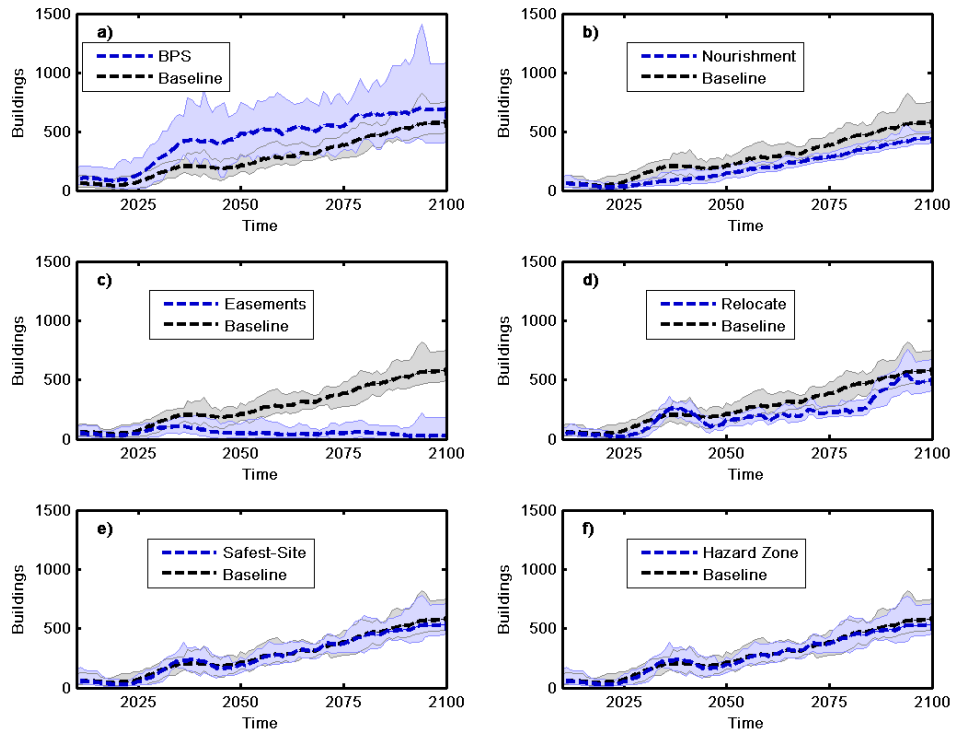 1500
a)
BPS
Baseline
1000
Buildings
500
0
2025
2050
2075
2100
Time
1500
b)
Nourishment
Baseline
1000
Buildings
500
0
2025
2050
2075
2100
Time
1500
c)
Easements
Baseline
1000
Buildings
500
0
2025
2050
2075
2100
Time
1500
d)
Relocate
Baseline
1000
Buildings
500
0
2025
2050
2075
2100
Time
1500
e)
Safest-Site
Baseline
1000
Buildings
500
0
2025
2050
2075
2100
Time
1500
f)
Hazard Zone
Baseline
1000
Buildings
500
0
2025
2050
2075
2100
Time